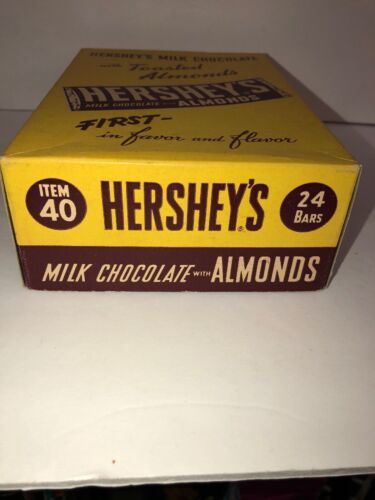 HERSHEY'S MILK CHOCOLATE
with Toasted
Almonds
HERSHEY'S
MILK CHOCOLATE WITH ALMONDS
FIRST-
in favor and flavor
ITEM 40
HERSHEY'S®
24 BARS
MILK CHOCOLATE WITH ALMONDS